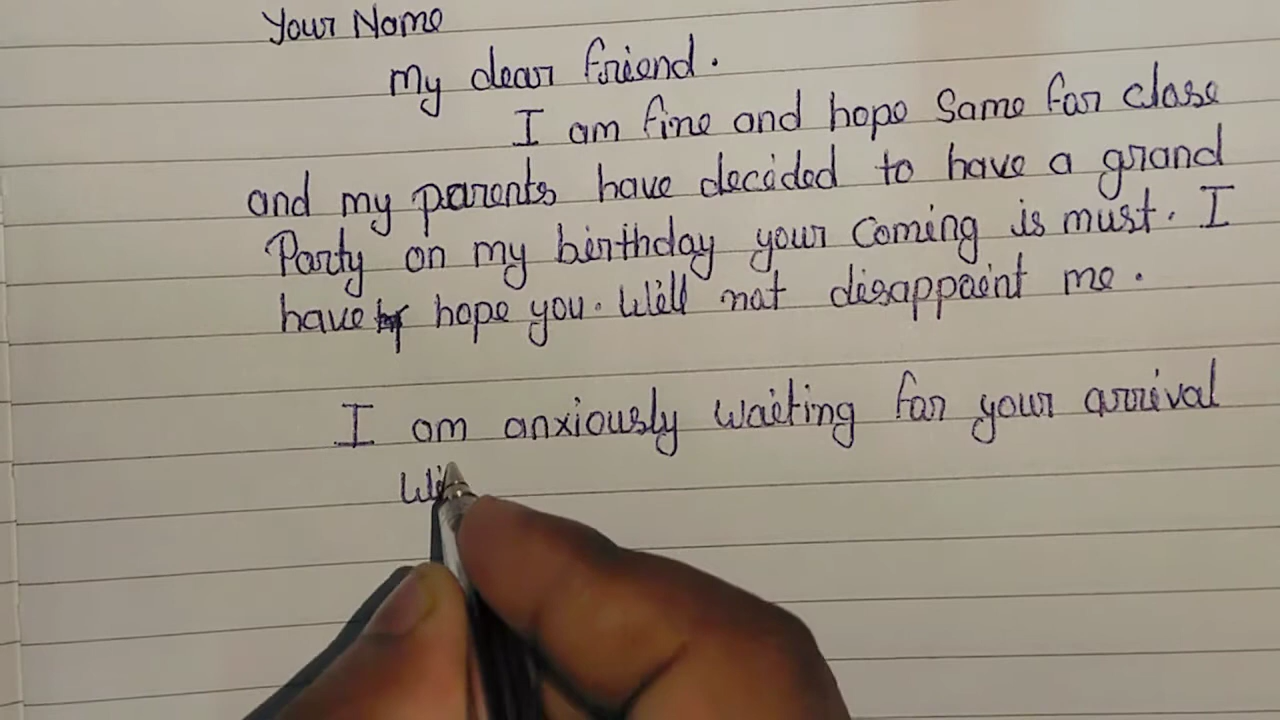 Your Name
My dear friend.
I am fine and hope Same for close
and my parents have decided to have a grand
Party on my birthday your coming is must. I
have hope you. Will not disappoint me.
I am anxiously waiting for your arrival
Wi